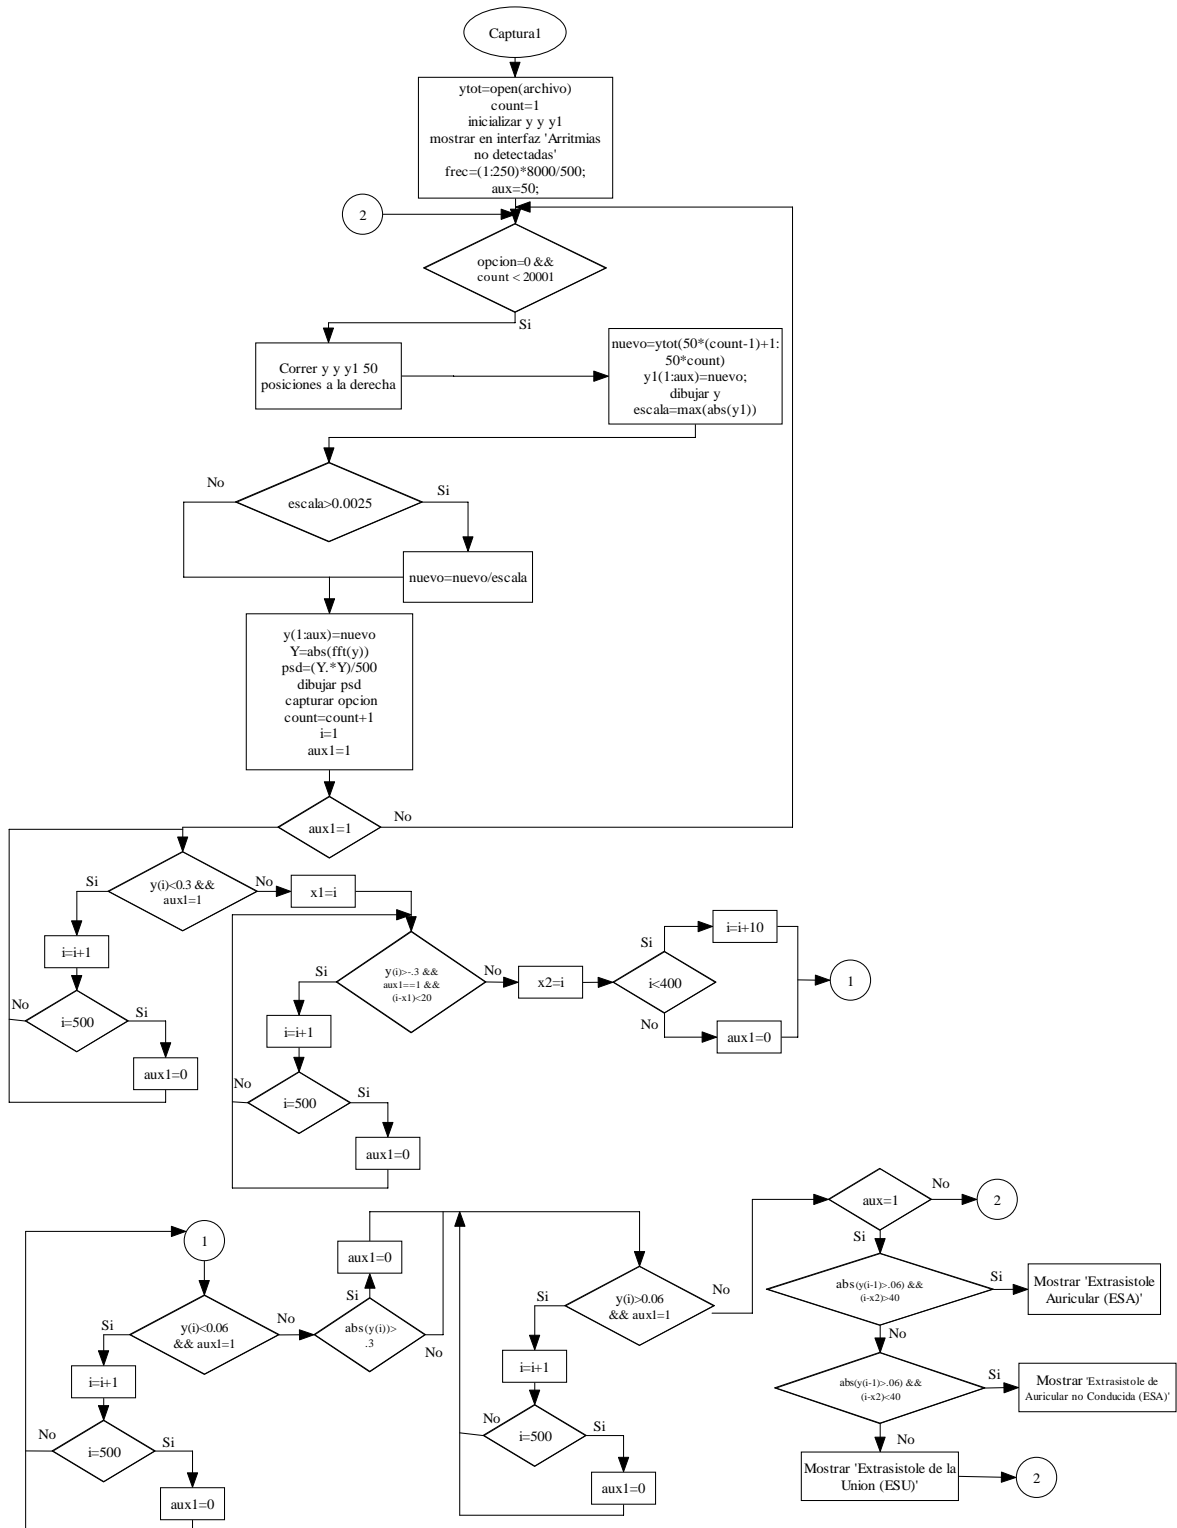 Captura1
ytot=open(archivo)
count=1
inicializar y y y1
mostrar en interfaz 'Arritmias
no detectadas'
frec=(1:250)*8000/500;
aux=50;
2
opcion=0 &&
count < 20001
Si
Correr y y y1 50
posiciones a la derecha
nuevo=ytot(50*(count-1)+1:
50*count)
y1(1:aux)=nuevo;
dibujar y
escala=max(abs(y1))
No
escala>0.0025
Si
nuevo=nuevo/escala
y(1:aux)=nuevo
Y=abs(fft(y))
psd=(Y.*Y)/500
dibujar psd
capturar opcion
count=count+1
i=1
aux1=1
aux1=1
No
Si
y(i)<0.3 &&
aux1=1
No
x1=i
i=i+1
No
i=500
Si
aux1=0
Si
y(i)>-.3 &&
aux1==1 &&
(i-x1)<20
No
x2=i
Si
i<400
No
i=i+10
aux1=0
1
i=i+1
No
i=500
Si
aux1=0
1
Si
y(i)<0.06
&& aux1=1
No
i=i+1
No
i=500
Si
aux1=0
aux1=0
Si
abs(y(i))>
.3
No
Si
y(i)>0.06
&& aux1=1
No
i=i+1
No
i=500
Si
aux1=0
aux=1
No
2
Si
abs(y(i-1)>.06) &&
(i-x2)>40
Si
Mostrar 'Extrasistole
Auricular (ESA)'
No
abs(y(i-1)>.06) &&
(i-x2)<40
Si
Mostrar 'Extrasistole de
Auricular no Conducida (ESA)'
No
Mostrar 'Extrasistole de la
Union (ESU)'
2